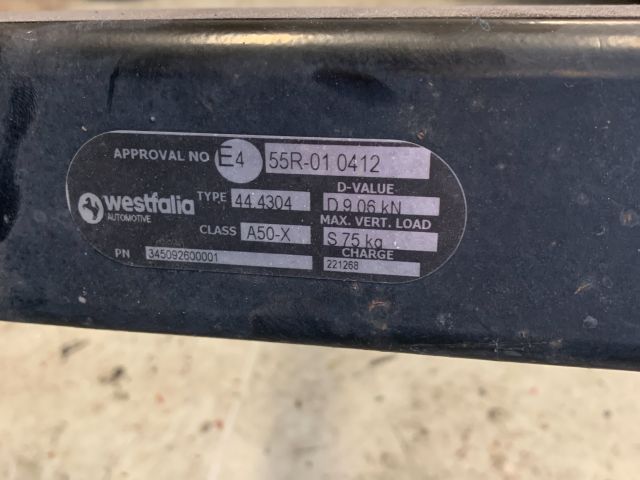 APPROVAL NO E4 55R-01 0412
westfalia
AUTOMOTIVE
TYPE 44.4304
D-VALUE
D 9,06 kN
CLASS A50-X
MAX. VERT. LOAD
S 75 kg
PN 345092600001
CHARGE
221268